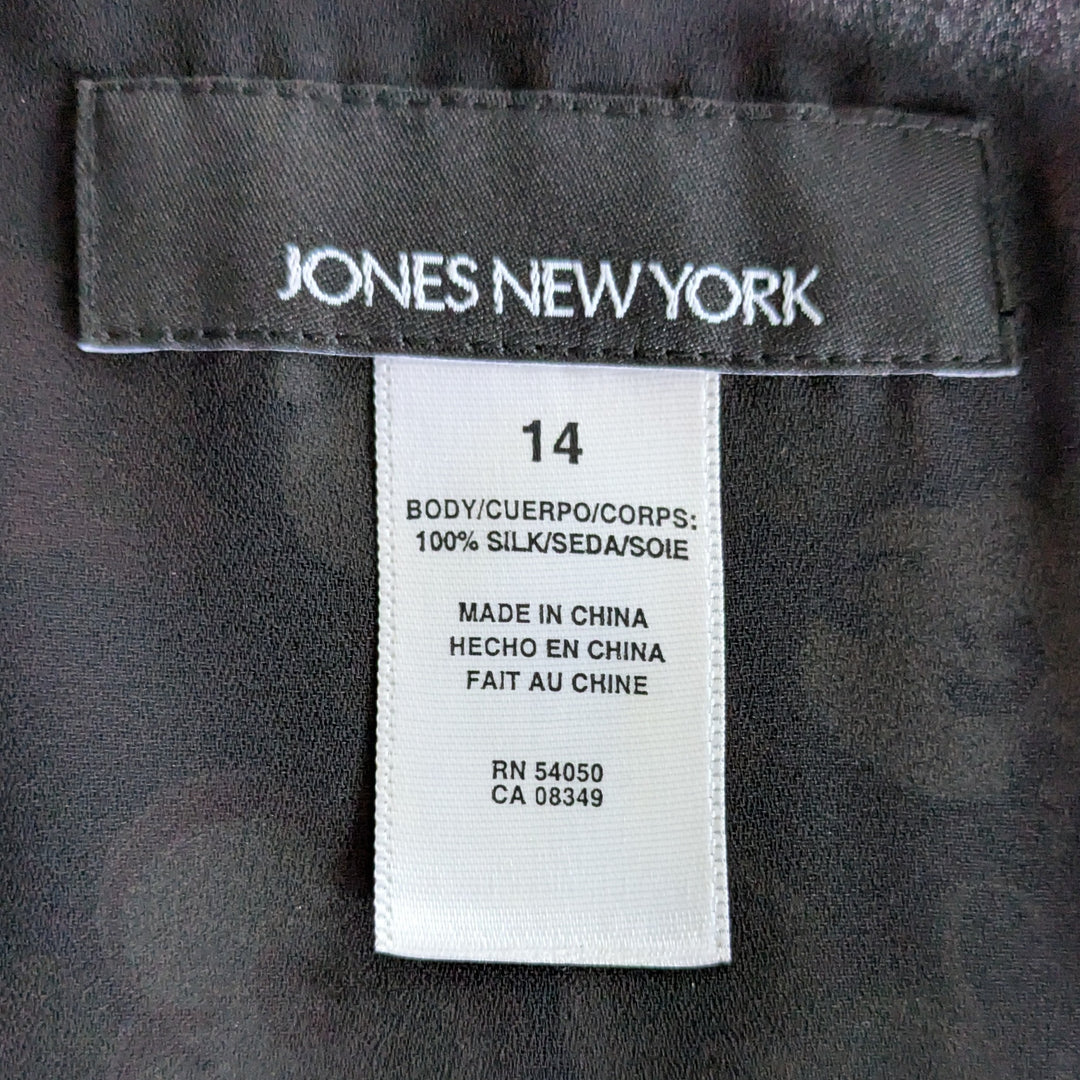 JONES NEW YORK
14
BODY/CUERPO/CORPS:
100% SILK/SEDA/SOIE
MADE IN CHINA
HECHO EN CHINA
FAIT AU CHINE
RN 54050
CA 08349